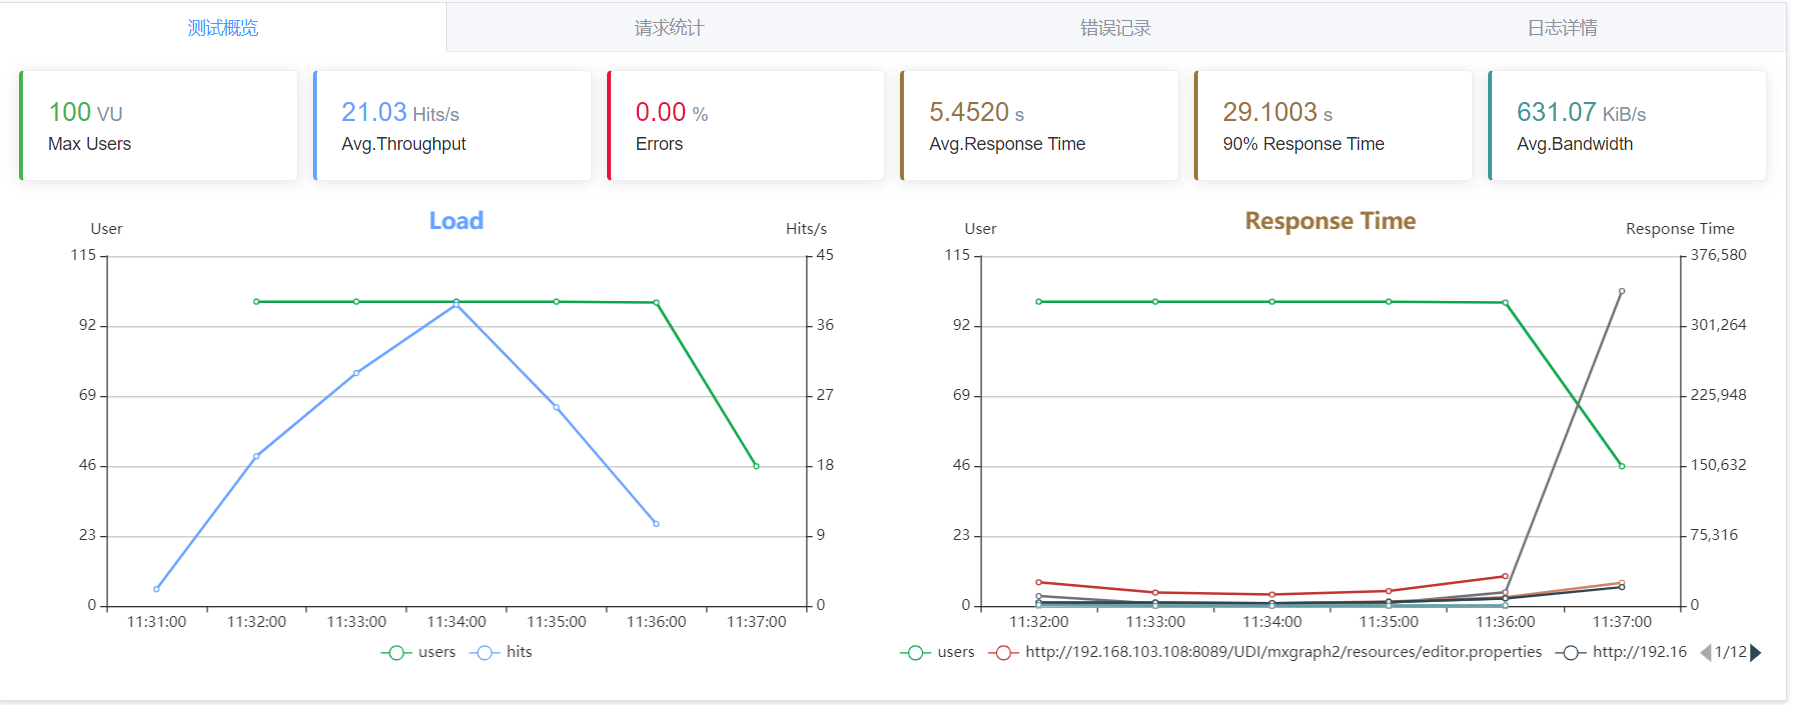 测试概览 请求统计 错误记录 日志详情
100 VU
Max Users
21.03 Hits/s
Avg.Throughput
0.00 %
Errors
5.4520 s
Avg.Response Time
29.1003 s
90% Response Time
631.07 KiB/s
Avg.Bandwidth
Load
User
Hits/s
115
92
69
46
23
0
45
36
27
18
9
0
11:31:00 11:32:00 11:33:00 11:34:00 11:35:00 11:36:00 11:37:00
users hits
Response Time
User
Response Time
115
92
69
46
23
0
376,580
301,264
225,948
150,632
75,316
0
11:32:00 11:33:00 11:34:00 11:35:00 11:36:00 11:37:00
users http://192.168.103.108:8089/UDI/mxgraph2/resources/editor.properties http://192.16 1/12